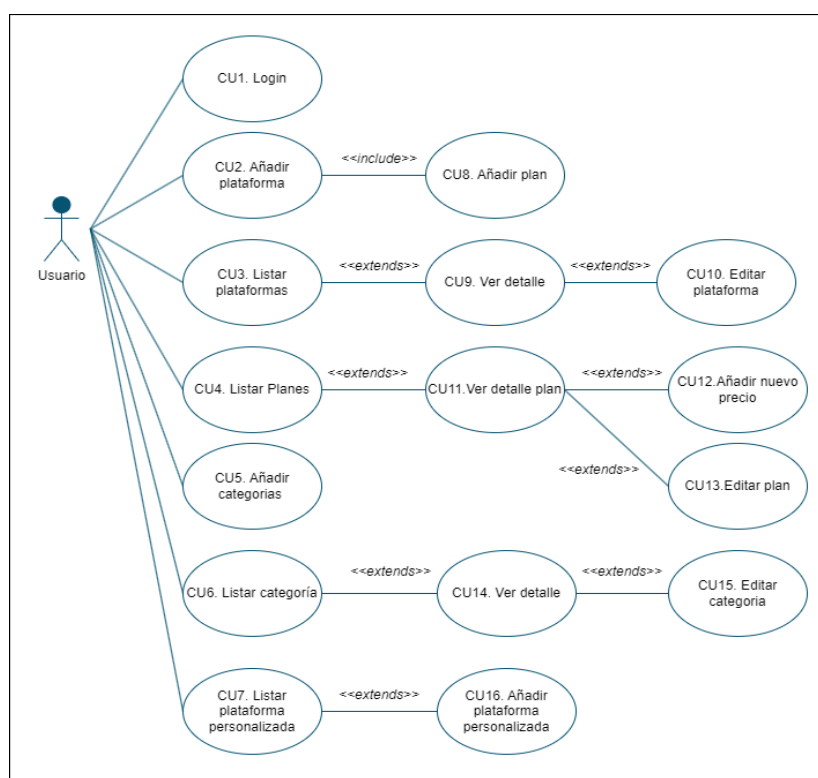 CU1. Login
CU2. Añadir
plataforma
<<include>>
CU8. Añadir plan
Usuario
CU3. Listar
plataformas
<<extends>>
CU9. Ver detalle
<<extends>>
CU10. Editar
plataforma
CU4. Listar Planes
<<extends>>
CU11.Ver detalle plan
<<extends>>
CU12.Añadir nuevo
precio
<<extends>>
CU13.Editar plan
CU5. Añadir
categorias
CU6. Listar categoría
<<extends>>
CU14. Ver detalle
<<extends>>
CU15. Editar
categoria
CU7. Listar
plataforma
personalizada
<<extends>>
CU16. Añadir
plataforma
personalizada